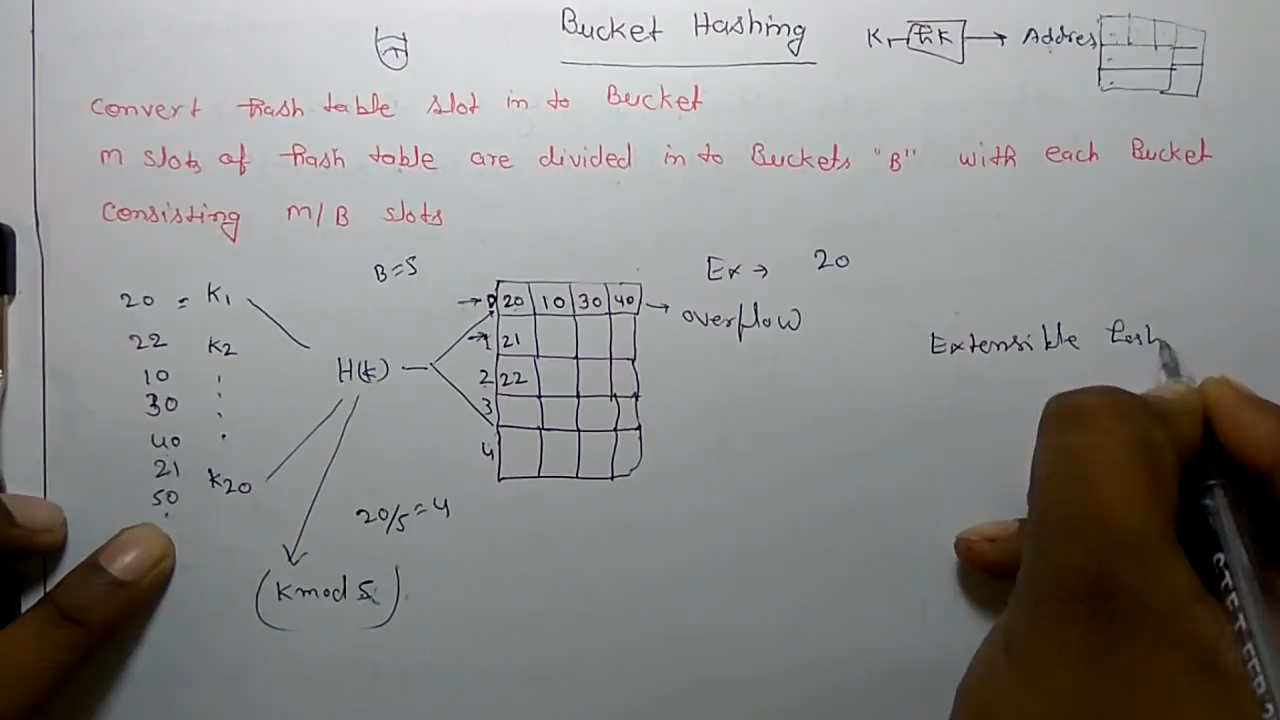 Bucket Hashing
K → hK → Addres
Convert Hash table slot in to Bucket
M slots of Hash table are divided in to Buckets "B" with each Bucket
Consisting M/B slots
B=5
Ex → 20
20 = K1
22 K2
10
30
40
21
50
K20
H(k)
0 20 10 30 40 → overflow
1 21
2 22
3
4
20/5=4
(K mod 5)
Extensible Hash